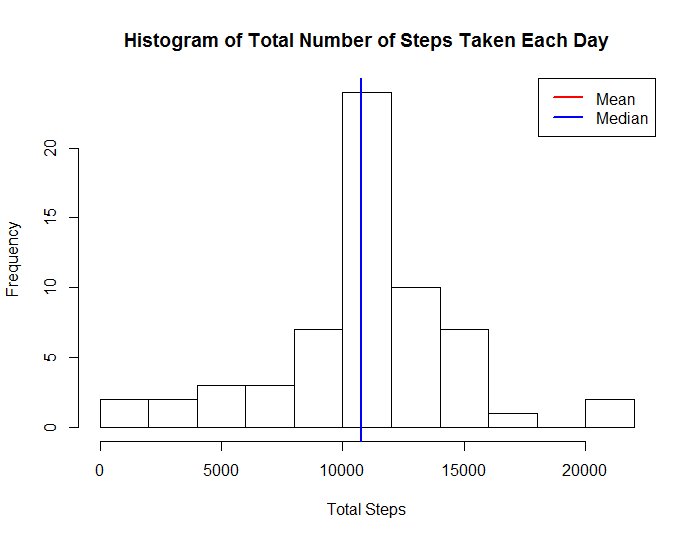 Histogram of Total Number of Steps Taken Each Day
Mean
Median
20
15
10
5
0
Frequency
0 5000 10000 15000 20000
Total Steps